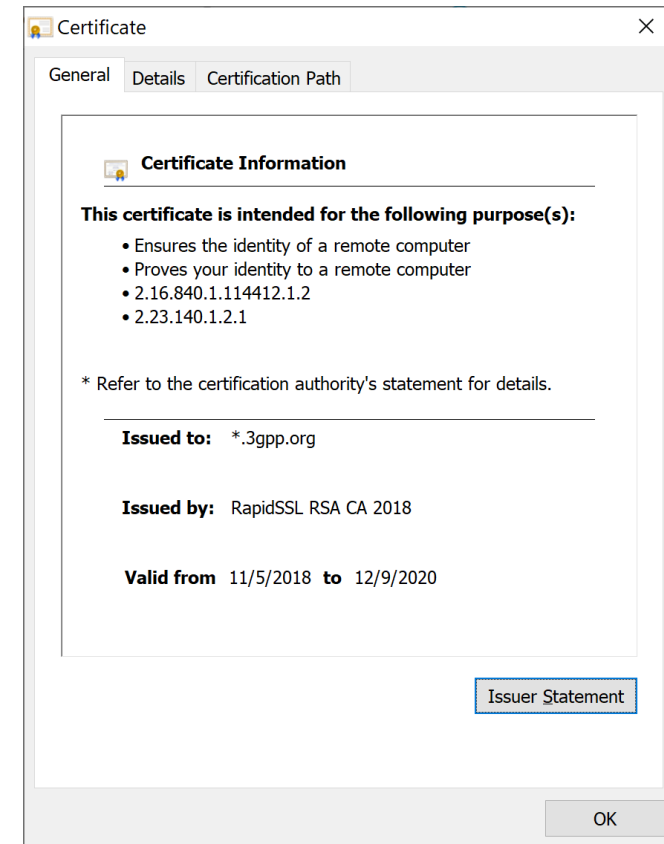 Certificate
General Details Certification Path
Certificate Information
This certificate is intended for the following purpose(s):
• Ensures the identity of a remote computer
• Proves your identity to a remote computer
• 2.16.840.1.114412.1.2
• 2.23.140.1.2.1
* Refer to the certification authority's statement for details.
Issued to: *.3gpp.org
Issued by: RapidSSL RSA CA 2018
Valid from 11/5/2018 to 12/9/2020
Issuer Statement
OK